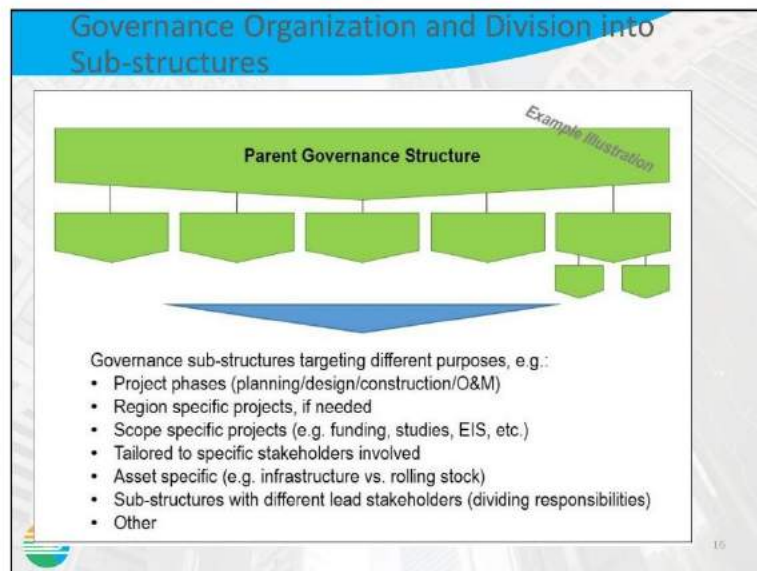 Governance Organization and Division into
Sub-structures
Example Illustration
Parent Governance Structure
Governance sub-structures targeting different purposes, e.g.:
• Project phases (planning/design/construction/O&M)
• Region specific projects, if needed
• Scope specific projects (e.g. funding, studies, EIS, etc.)
• Tailored to specific stakeholders involved
• Asset specific (e.g. infrastructure vs. rolling stock)
• Sub-structures with different lead stakeholders (dividing responsibilities)
• Other
16